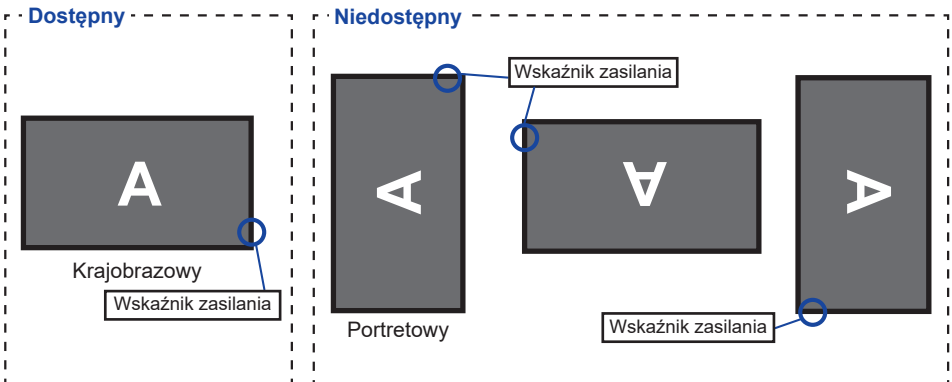 Dostępny
A
Krajobrazowy
Wskaźnik zasilania
Niedostępny
Wskaźnik zasilania
A
A
A
Portretowy
Wskaźnik zasilania